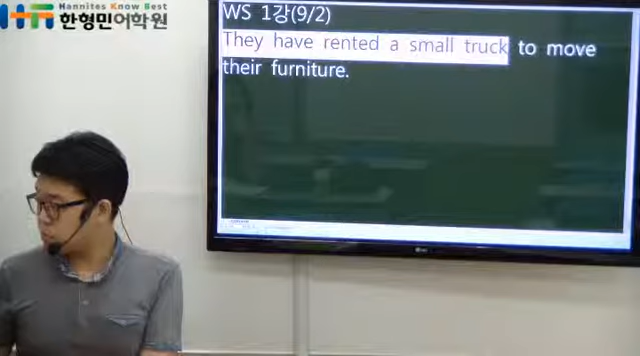 Hannites Know Best
한형민어학원
WS 1강(9/2)
They have rented a small truck to move
their furniture.
LG